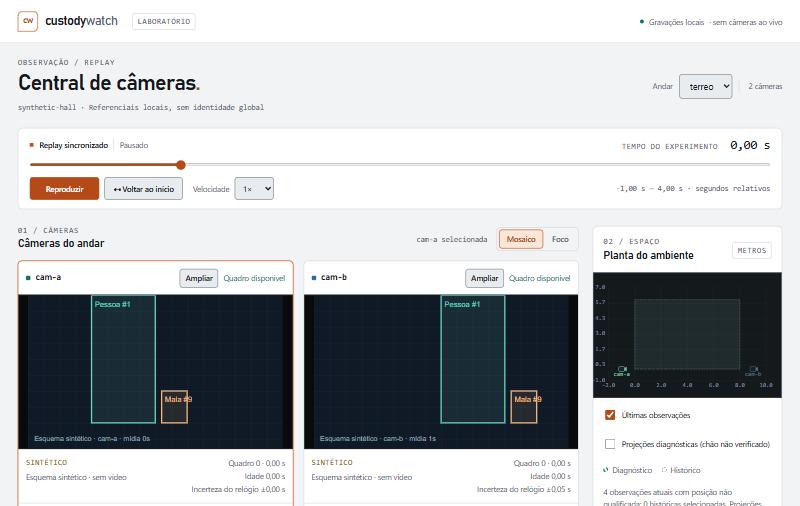 CW custodywatch LABORATÓRIO
Gravações locais · sem câmeras ao vivo
OBSERVAÇÃO / REPLAY
Central de câmeras.
synthetic-hall · Referenciais locais, sem identidade global
Andar terreo 2 câmeras
Replay sincronizado Pausado
TEMPO DO EXPERIMENTO 0,00 s
Reproduzir Voltar ao início Velocidade 1×
-1,00 s — 4,00 s · segundos relativos
01 / CÂMERAS
Câmeras do andar
cam-a selecionada Mosaico Foco
cam-a Ampliar Quadro disponível
Pessoa #1
Mala #9
Esquema sintético · cam-a · mídia 0s
SINTÉTICO
Esquema sintético · sem vídeo
Quadro 0 · 0,00 s
Idade 0,00 s
Incerteza do relógio ±0,00 s
cam-b Ampliar Quadro disponível
Pessoa #1
Mala #9
Esquema sintético · cam-b · mídia 1s
SINTÉTICO
Esquema sintético · sem vídeo
Quadro 0 · 0,00 s
Idade 0,00 s
Incerteza do relógio ±0,05 s
02 / ESPAÇO
Planta do ambiente
METROS
7.0
5.7
4.3
3.0
1.7
0.3
-1.0
cam-a
cam-b
-2.0 0.0 2.0 4.0 6.0 8.0 10.0
Últimas observações
Projeções diagnósticas (chão não verificado)
Diagnóstico Histórico
4 observações atuais com posição não
qualificada; 0 históricas selecionadas. Projeções